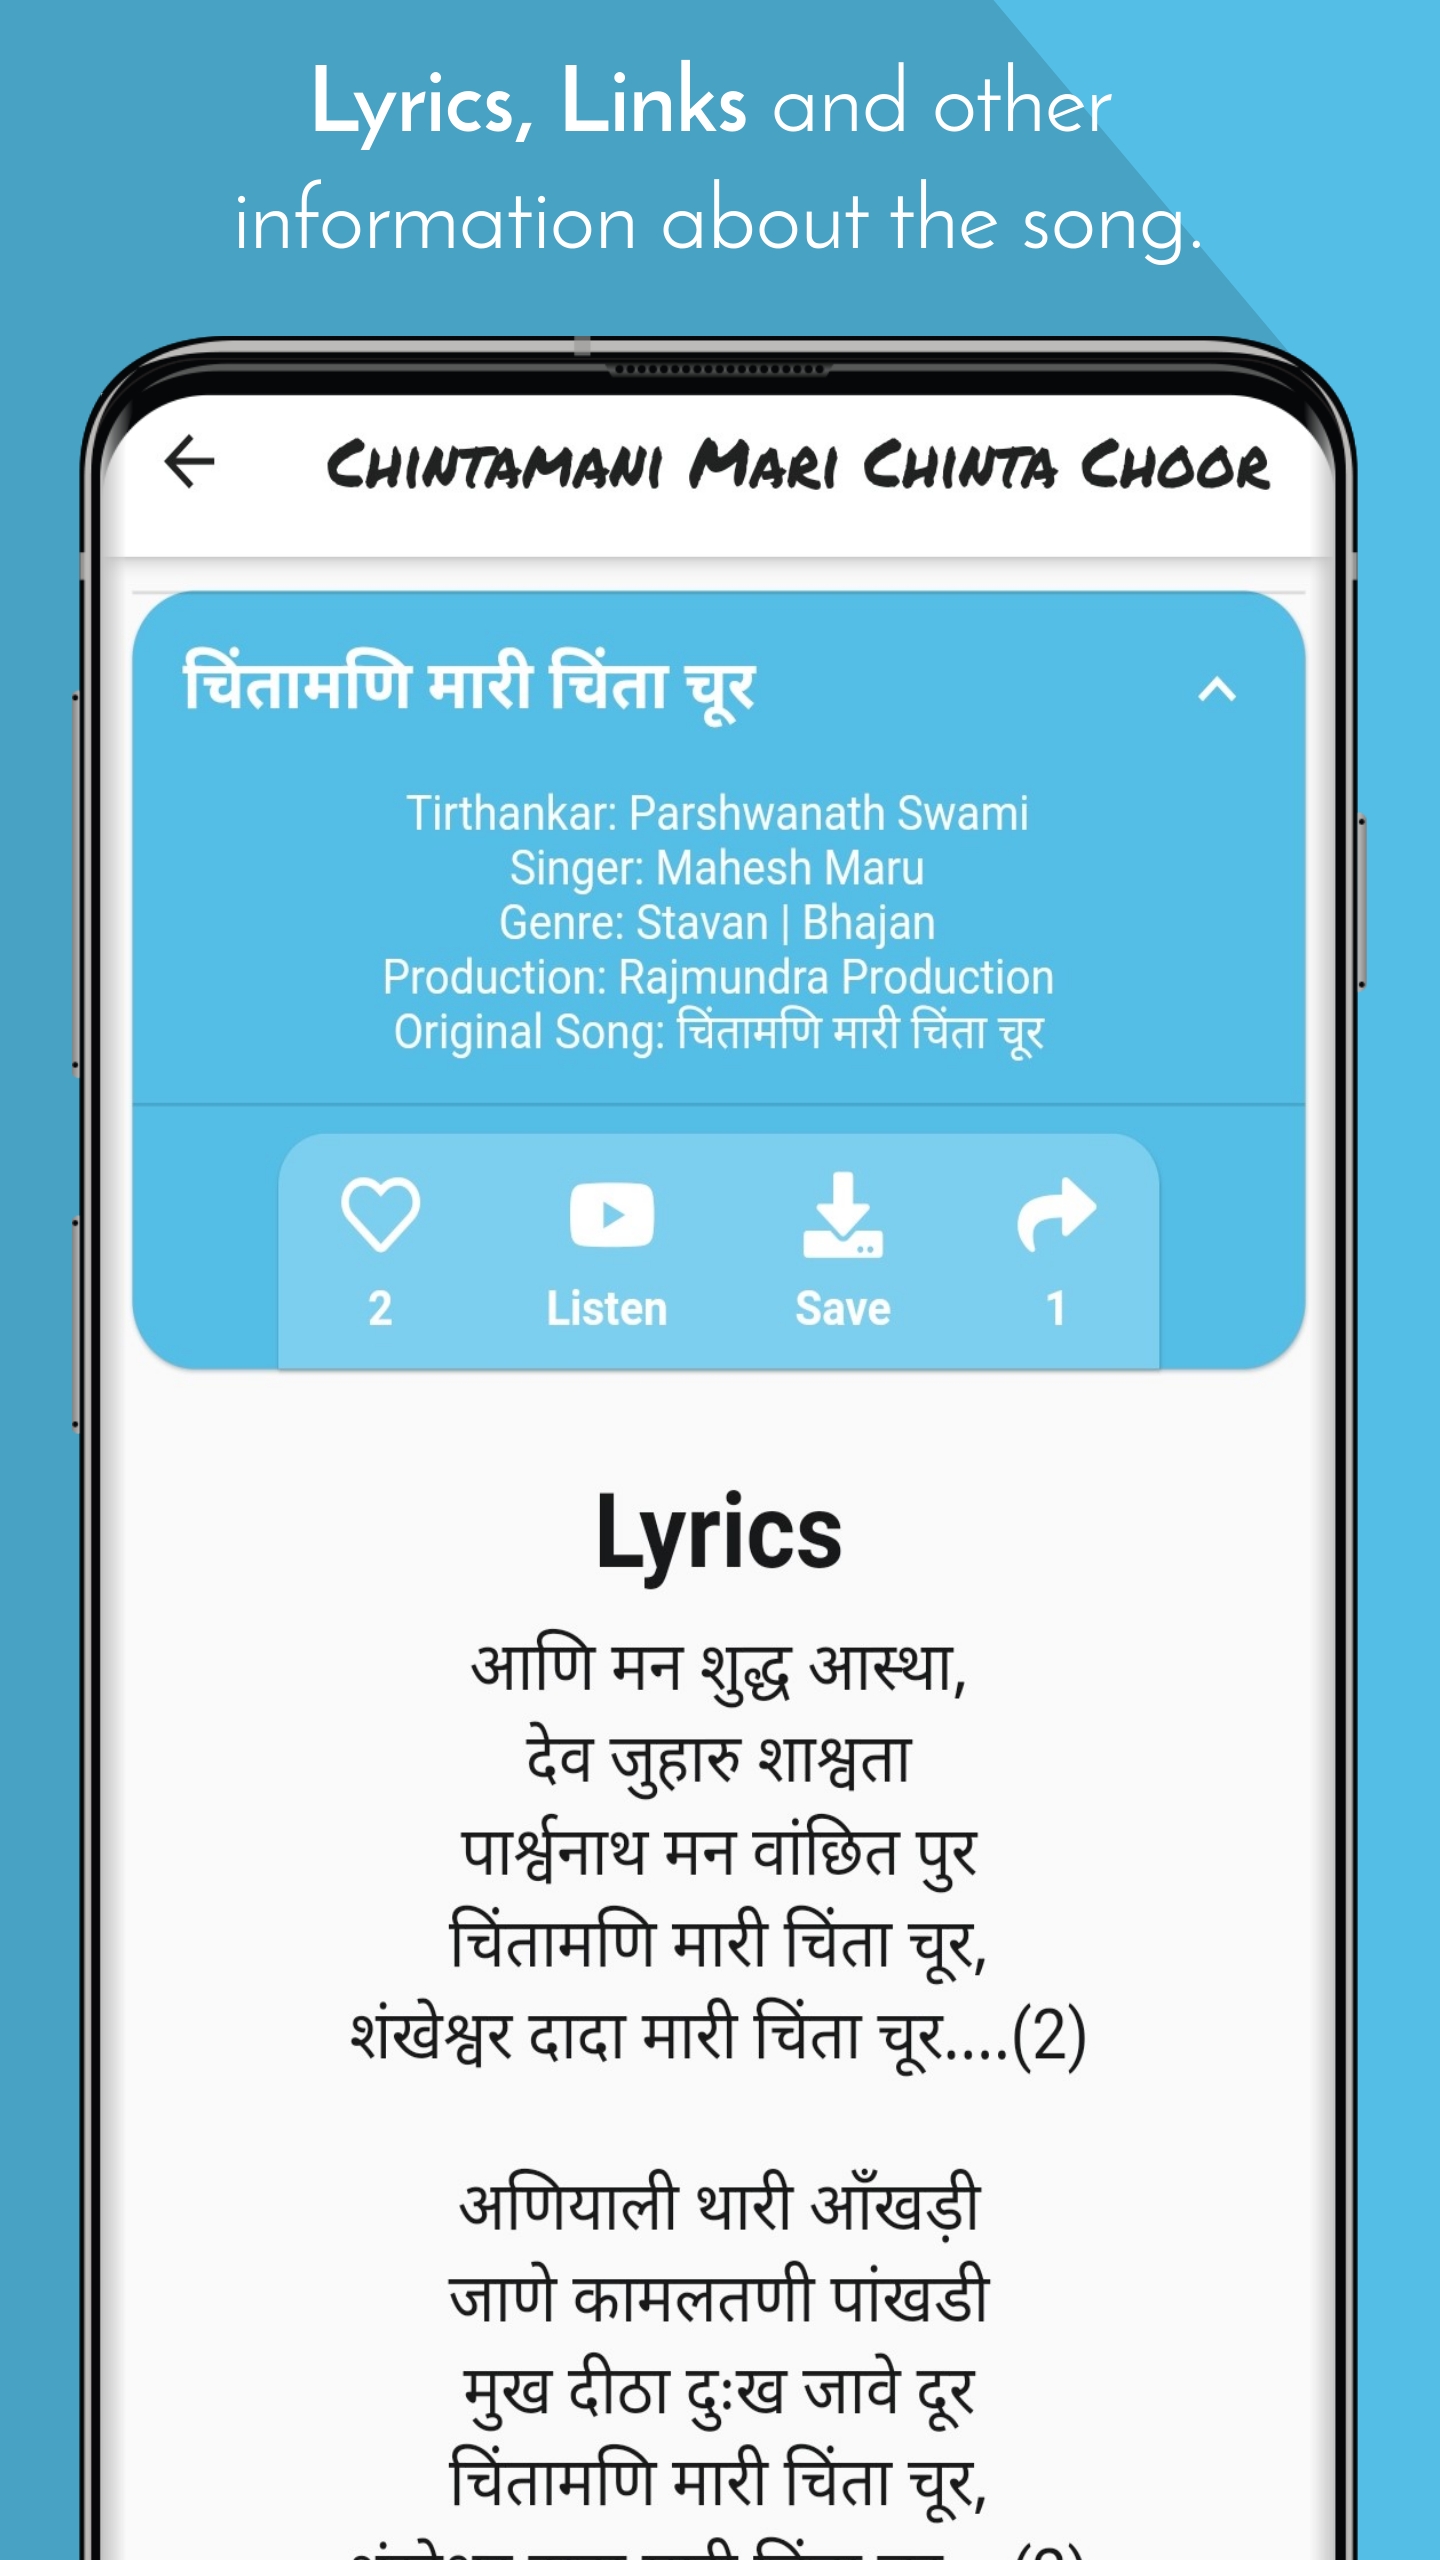 Lyrics, Links and other
information about the song.
Chintamani Mari Chinta Choor
चिंतामणि मारी चिंता चूर
Tirthankar: Parshwanath Swami
Singer: Mahesh Maru
Genre: Stavan | Bhajan
Production: Rajmundra Production
Original Song: चिंतामणि मारी चिंता चूर
2 Listen Save 1
Lyrics
आणि मन शुद्ध आस्था,
देव जुहारु शाश्वता
पार्श्वनाथ मन वांछित पुर
चिंतामणि मारी चिंता चूर,
शंखेश्वर दादा मारी चिंता चूर....(2)
अणियाली थारी आँखड़ी
जाणे कामलतणी पांखडी
मुख दीठा दुःख जावे दूर
चिंतामणि मारी चिंता चूर,